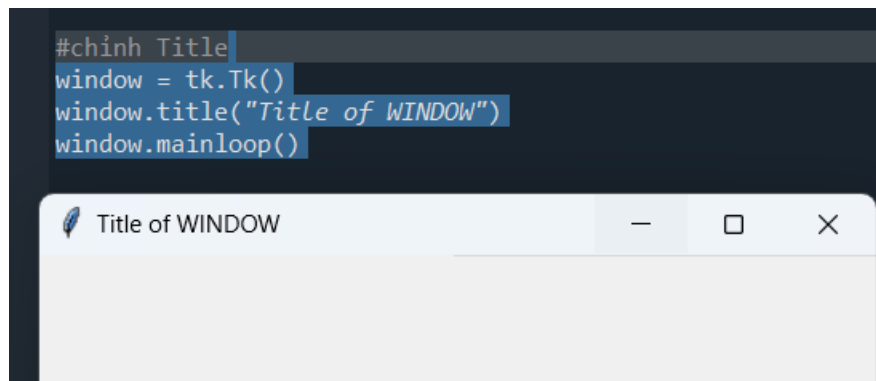 #chỉnh Title
window = tk.Tk()
window.title("Title of WINDOW")
window.mainloop()
Title of WINDOW